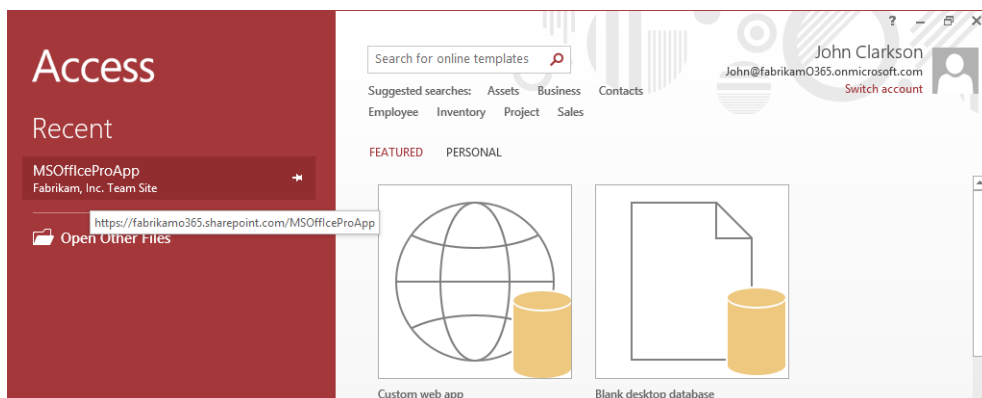 Access
Recent
MSOffIceProApp
Fabrikam, Inc. Team Site
https://fabrikamo365.sharepoint.com/MSOffIceProApp
Open Other Files
?
John Clarkson
John@fabrikamO365.onmicrosoft.com
Switch account
Search for online templates
Suggested searches: Assets Business Contacts
Employee Inventory Project Sales
FEATURED PERSONAL
Custom web app
Blank desktop database